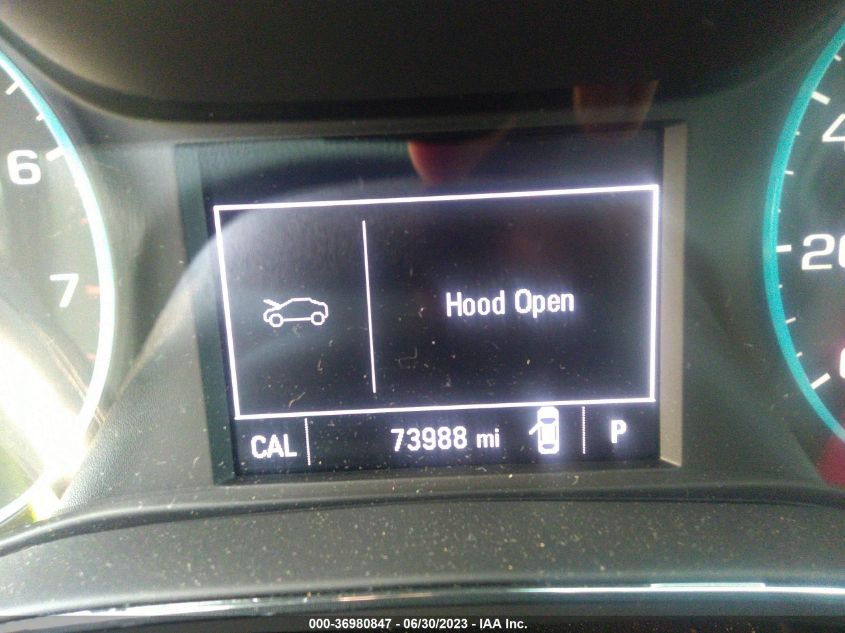 6
7
Hood Open
CAL
73988 mi
P
20
000-36980847 - 06/30/2023 - IAA Inc.